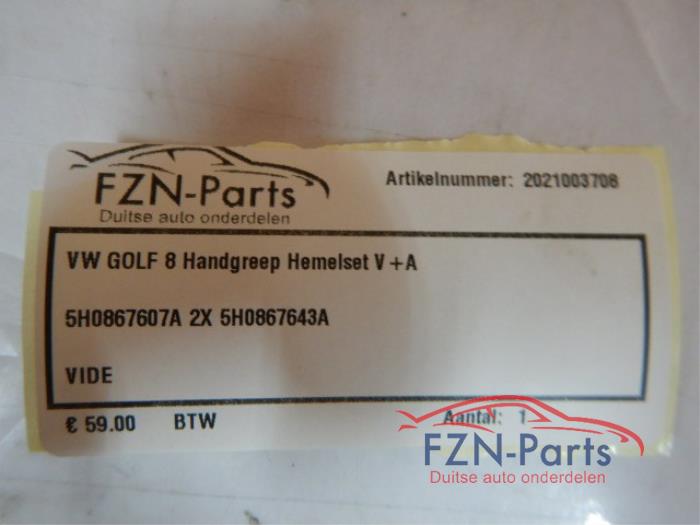 FZN-Parts
Duitse auto onderdelen
Artikelnummer: 2021003708
VW GOLF 8 Handgreep Hemelset V+A
5H0867607A 2X 5H0867643A
VIDE
€ 59.00 BTW
Aantal: 1
FZN-Parts
Duitse auto onderdelen